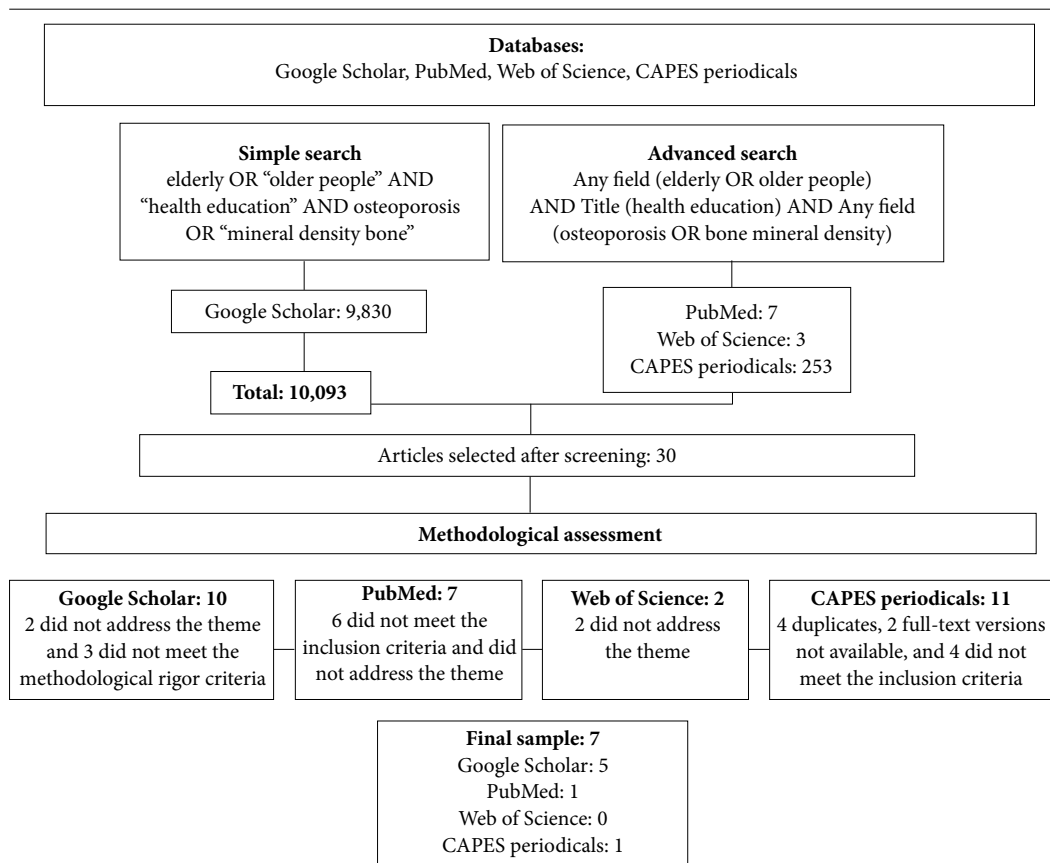 Databases:
Google Scholar, PubMed, Web of Science, CAPES periodicals
Simple search
elderly OR “older people” AND
“health education” AND osteoporosis
OR “mineral density bone”
Advanced search
Any field (elderly OR older people)
AND Title (health education) AND Any field
(osteoporosis OR bone mineral density)
Google Scholar: 9,830
PubMed: 7
Web of Science: 3
CAPES periodicals: 253
Total: 10,093
Articles selected after screening: 30
Methodological assessment
Google Scholar: 10
2 did not address the theme
and 3 did not meet the
methodological rigor criteria
PubMed: 7
6 did not meet the
inclusion criteria and did
not address the theme
Web of Science: 2
2 did not address
the theme
CAPES periodicals: 11
4 duplicates, 2 full-text versions
not available, and 4 did not
meet the inclusion criteria
Final sample: 7
Google Scholar: 5
PubMed: 1
Web of Science: 0
CAPES periodicals: 1